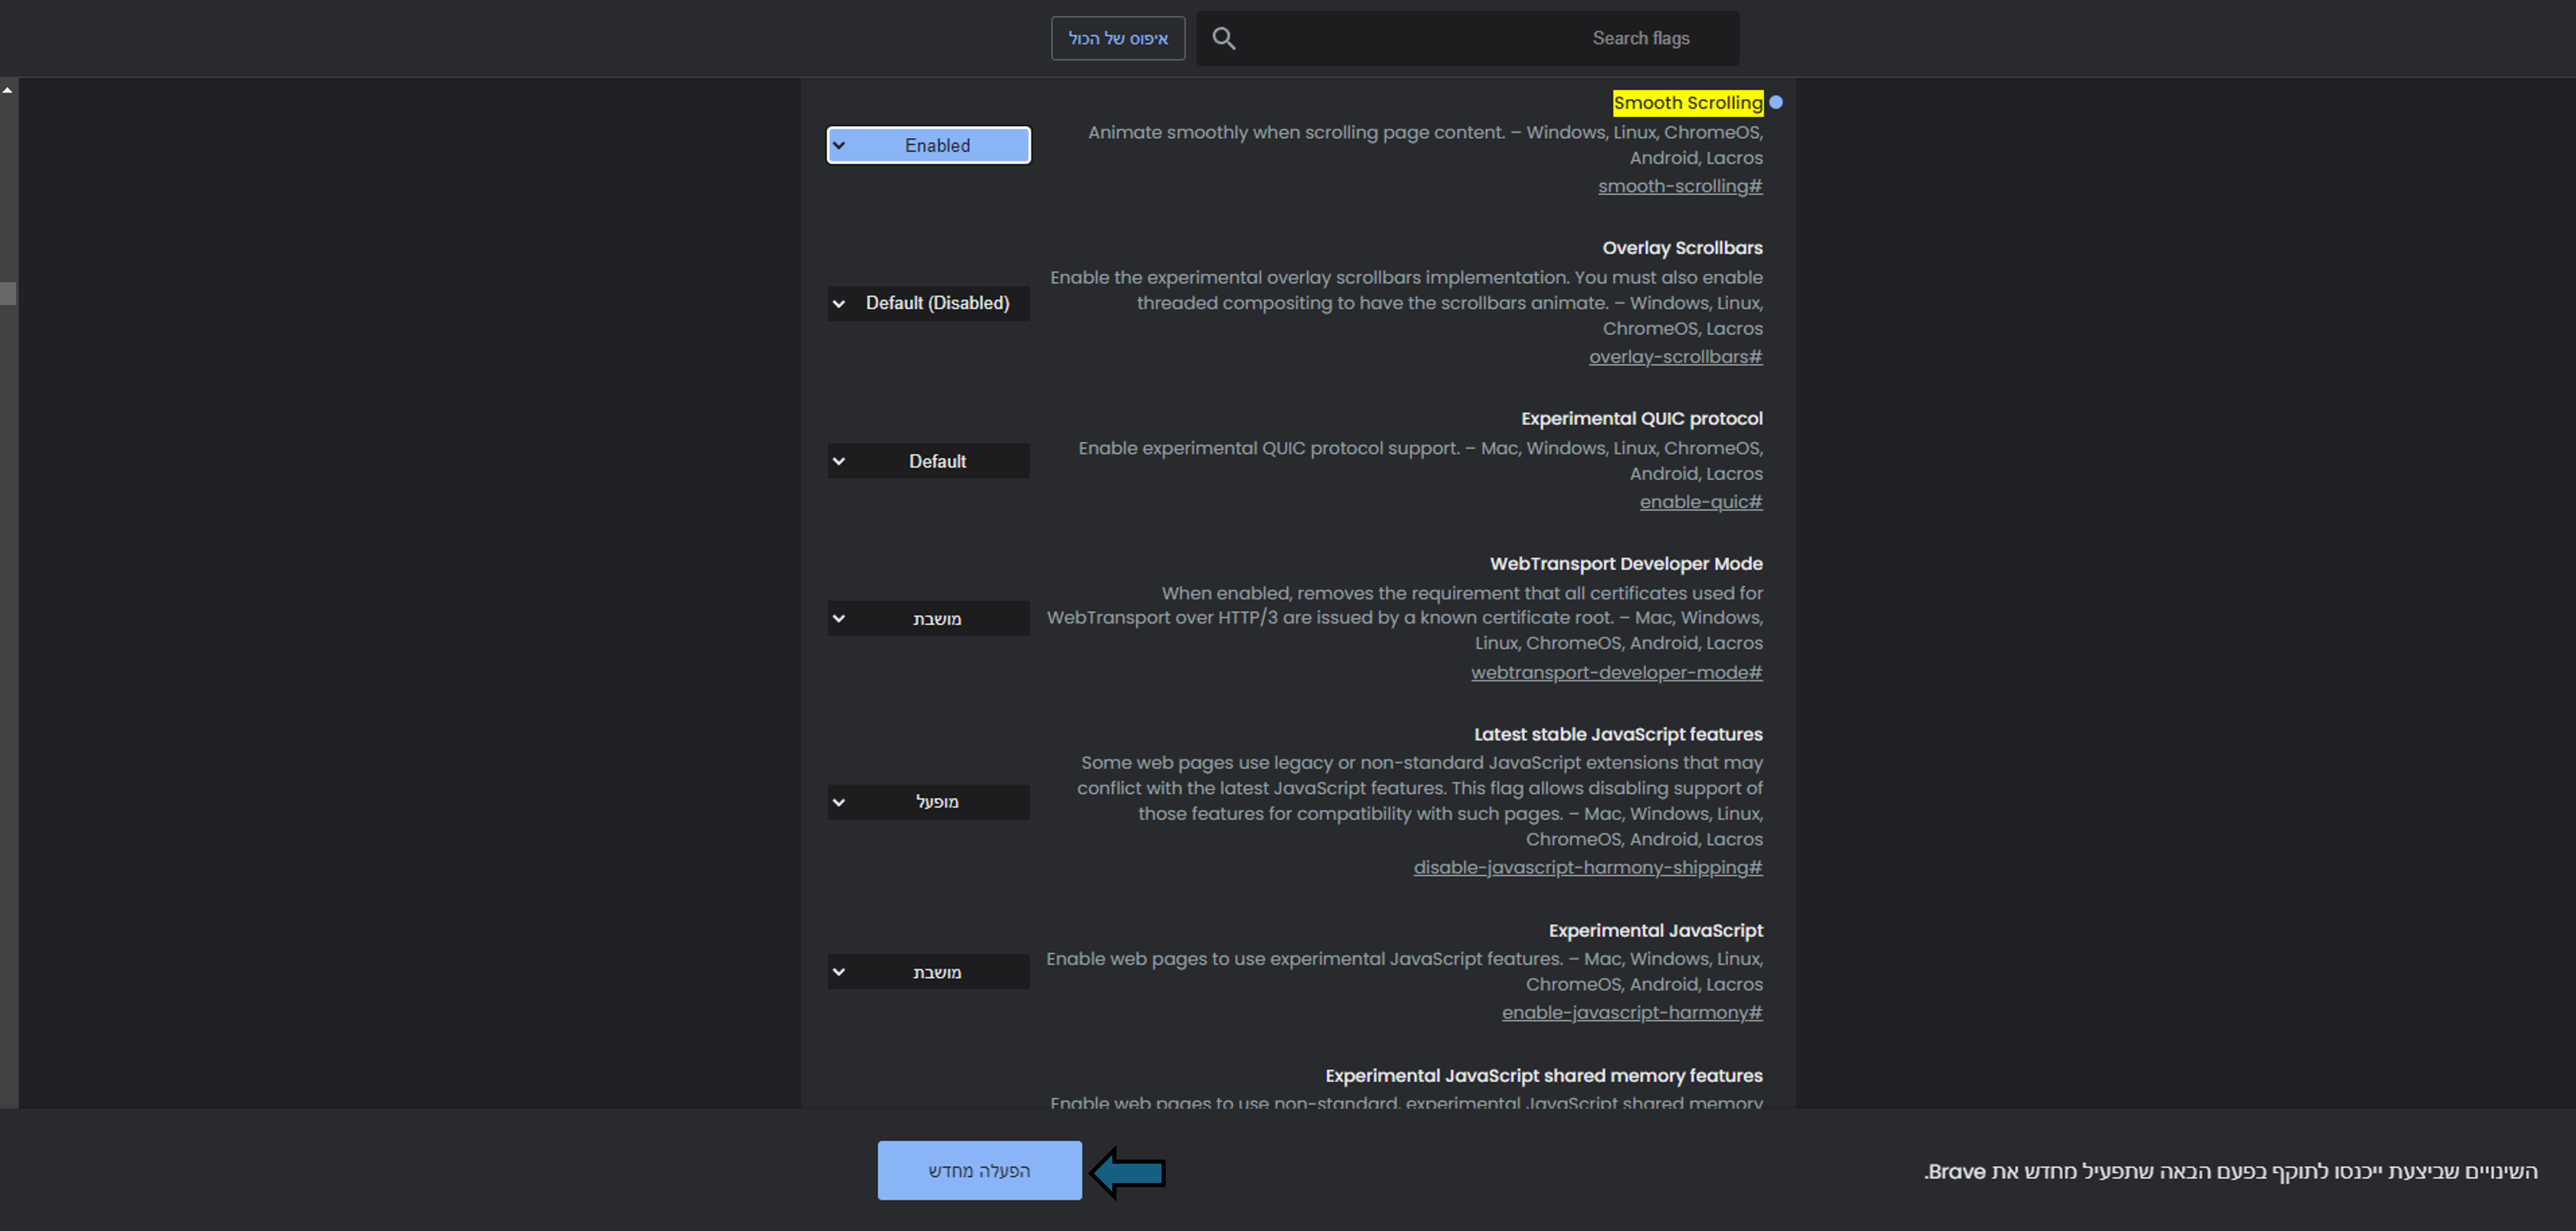 איפוס של הכול
Search flags
Smooth Scrolling
Animate smoothly when scrolling page content. – Windows, Linux, ChromeOS,
Android, Lacros
smooth-scrolling#
Enabled
Overlay Scrollbars
Enable the experimental overlay scrollbars implementation. You must also enable
threaded compositing to have the scrollbars animate. – Windows, Linux,
ChromeOS, Lacros
overlay-scrollbars#
Default (Disabled)
Experimental QUIC protocol
Enable experimental QUIC protocol support. – Mac, Windows, Linux, ChromeOS,
Android, Lacros
enable-quic#
Default
WebTransport Developer Mode
When enabled, removes the requirement that all certificates used for
WebTransport over HTTP/3 are issued by a known certificate root. – Mac, Windows,
Linux, ChromeOS, Android, Lacros
webtransport-developer-mode#
מושבת
Latest stable JavaScript features
Some web pages use legacy or non-standard JavaScript extensions that may
conflict with the latest JavaScript features. This flag allows disabling support of
those features for compatibility with such pages. – Mac, Windows, Linux,
ChromeOS, Android, Lacros
disable-javascript-harmony-shipping#
מופעל
Experimental JavaScript
Enable web pages to use experimental JavaScript features. – Mac, Windows, Linux,
ChromeOS, Android, Lacros
enable-javascript-harmony#
מושבת
Experimental JavaScript shared memory features
Enable web pages to use non-standard, experimental JavaScript shared memory
השינויים שביצעת ייכנסו לתוקף בפעם הבאה שתפעיל מחדש את Brave.
הפעלה מחדש